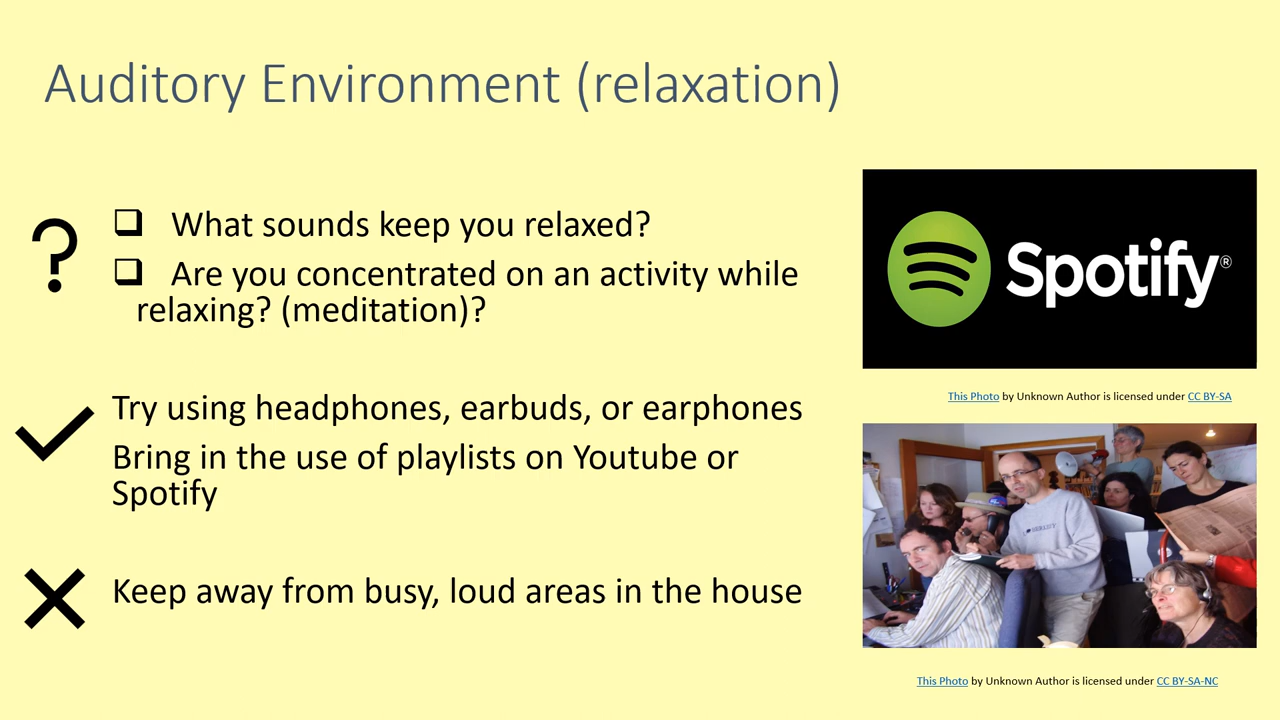 Auditory Environment (relaxation)
? ❑ What sounds keep you relaxed?
❑ Are you concentrated on an activity while
relaxing? (meditation)?
Try using headphones, earbuds, or earphones
Bring in the use of playlists on Youtube or
Spotify
Keep away from busy, loud areas in the house
Spotify®
This Photo by Unknown Author is licensed under CC BY-SA
This Photo by Unknown Author is licensed under CC BY-SA-NC